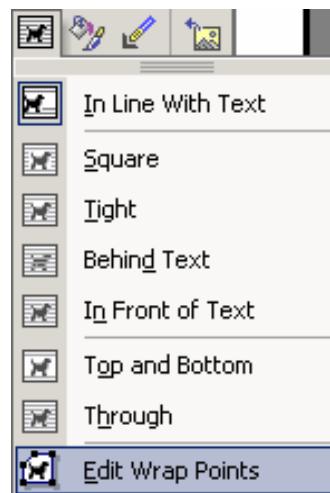 In Line With Text
Square
Tight
Behind Text
In Front of Text
Top and Bottom
Through
Edit Wrap Points